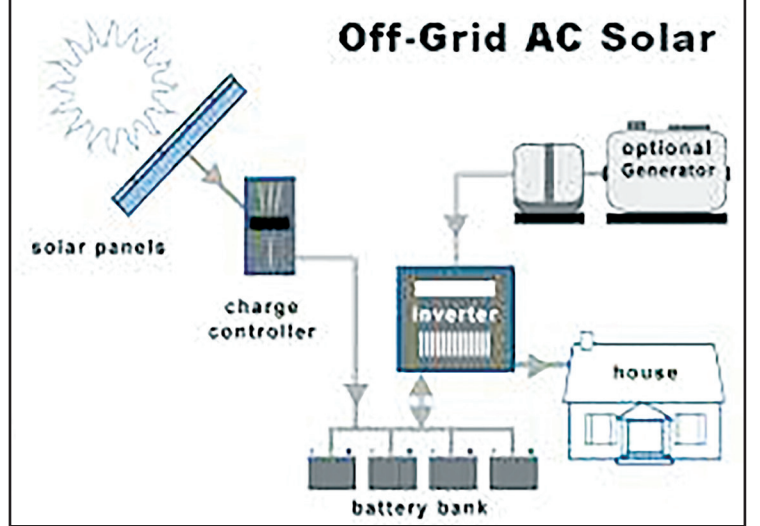 Off-Grid AC Solar
optional
Generator
solar panels
charge
controller
inverter
house
battery bank